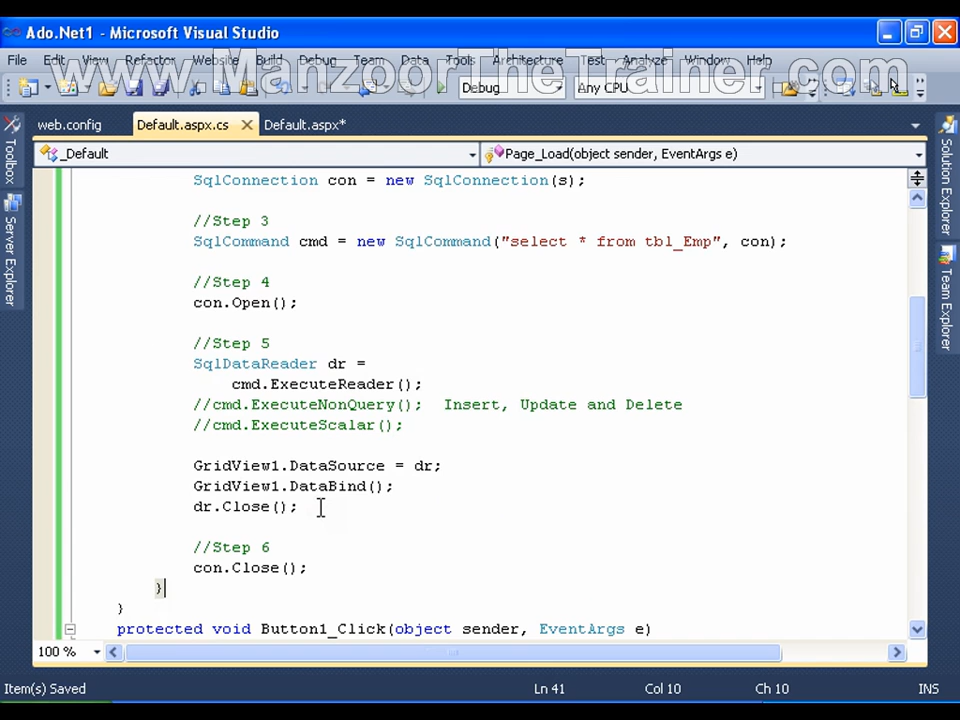 Ado.Net1 - Microsoft Visual Studio
File Edit View Refactor Website Build Debug Team Data Tools Architecture Test Analyze Window Help
www.ManzoorTheTrainer.com
Debug Any CPU
web.config Default.aspx.cs Default.aspx*
_Default Page_Load(object sender, EventArgs e)
Toolbox
Server Explorer
Solution Explorer
Team Explorer
SqlConnection con = new SqlConnection(s);
//Step 3
SqlCommand cmd = new SqlCommand("select * from tbl_Emp", con);
//Step 4
con.Open();
//Step 5
SqlDataReader dr =
cmd.ExecuteReader();
//cmd.ExecuteNonQuery(); Insert, Update and Delete
//cmd.ExecuteScalar();
GridView1.DataSource = dr;
GridView1.DataBind();
dr.Close();
//Step 6
con.Close();
}
}
protected void Button1_Click(object sender, EventArgs e)
100 %
Item(s) Saved Ln 41 Col 10 Ch 10 INS